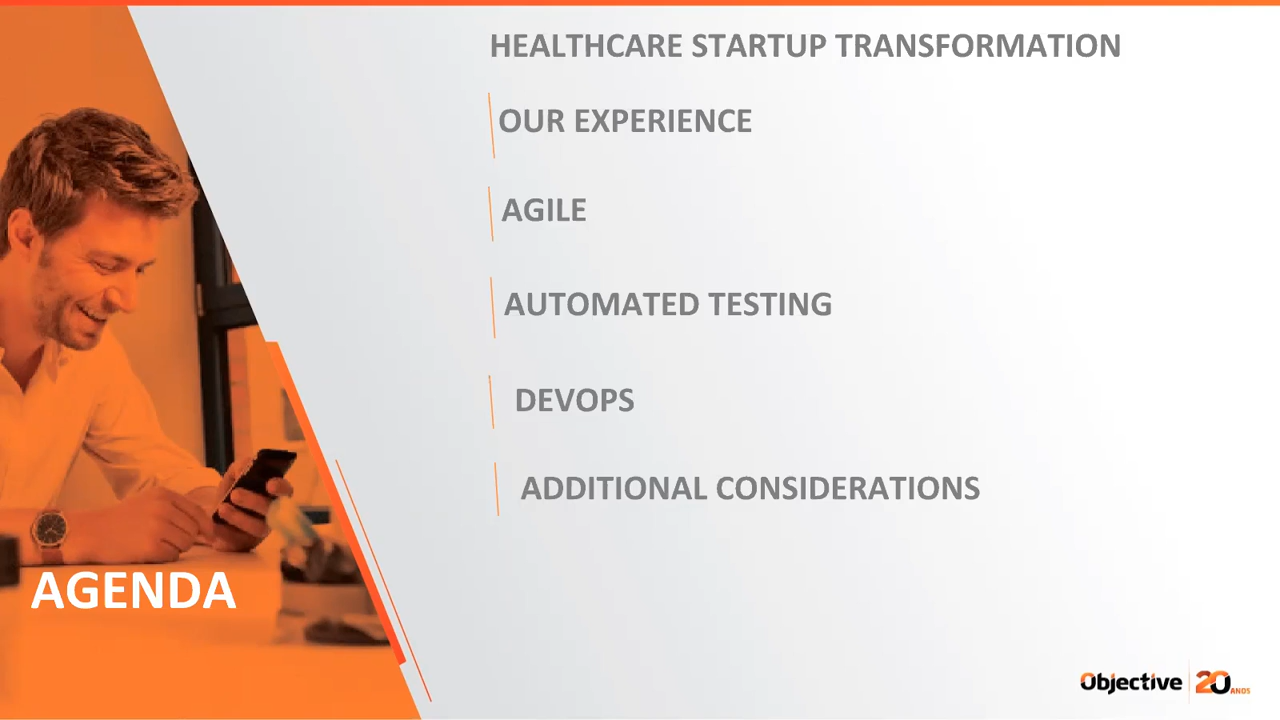 HEALTHCARE STARTUP TRANSFORMATION
OUR EXPERIENCE
AGILE
AUTOMATED TESTING
DEVOPS
ADDITIONAL CONSIDERATIONS
AGENDA
Objective 20 ANOS